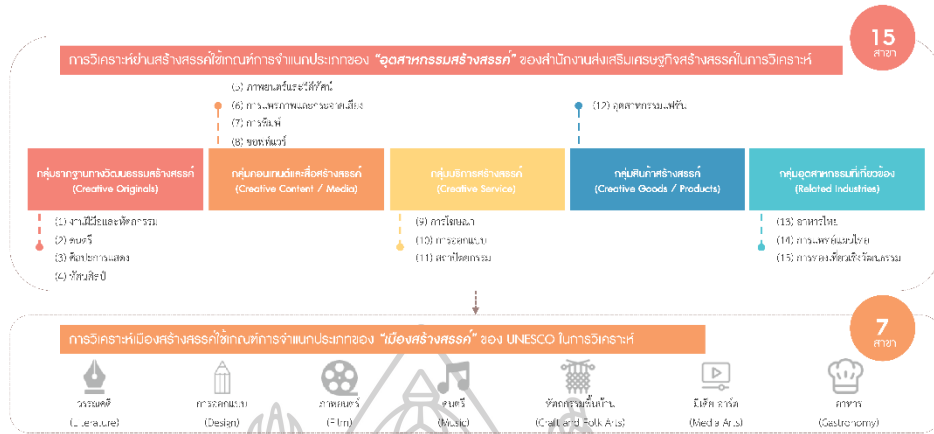 15
สาขา
การวิเคราะห์ย่านสร้างสรรค์ใช้เกณฑ์การจำแนกประเภทของ "อุตสาหกรรมสร้างสรรค์" ของสำนักงานส่งเสริมเศรษฐกิจสร้างสรรค์ในการวิเคราะห์
(5) ภาพยนตร์และวีดิทัศน์
(6) การแพร่ภาพและกระจายเสียง
(7) การพิมพ์
(8) ซอฟต์แวร์
(12) อุตสาหกรรมแฟชั่น
กลุ่มรากฐานทางวัฒนธรรมสร้างสรรค์
(Creative Originals)
กลุ่มคอนเทนต์และสื่อสร้างสรรค์
(Creative Content / Media)
กลุ่มบริการสร้างสรรค์
(Creative Service)
กลุ่มสินค้าสร้างสรรค์
(Creative Goods / Products)
กลุ่มอุตสาหกรรมที่เกี่ยวข้อง
(Related Industries)
(1) งานฝีมือและหัตถกรรม
(2) ดนตรี
(3) ศิลปะการแสดง
(4) ทัศนศิลป์
(9) การโฆษณา
(10) การออกแบบ
(11) สถาปัตยกรรม
(13) อาหารไทย
(14) การแพทย์แผนไทย
(15) การท่องเที่ยวเชิงวัฒนธรรม
7
สาขา
การวิเคราะห์เมืองสร้างสรรค์ใช้เกณฑ์การจำแนกประเภทของ "เมืองสร้างสรรค์" ของ UNESCO ในการวิเคราะห์
วรรณคดี
(Literature)
การออกแบบ
(Design)
ภาพยนตร์
(Film)
ดนตรี
(Music)
หัตถกรรมพื้นบ้าน
(Craft and Folk Arts)
มีเดีย อาร์ต
(Media Arts)
อาหาร
(Gastronomy)